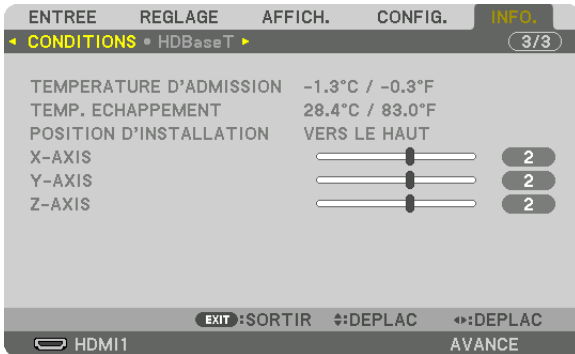 ENTREE REGLAGE AFFICH. CONFIG. INFO.
CONDITIONS • HDBaseT 3/3
TEMPERATURE D'ADMISSION -1.3°C / -0.3°F
TEMP. ECHAPPEMENT 28.4°C / 83.0°F
POSITION D'INSTALLATION VERS LE HAUT
X-AXIS 2
Y-AXIS 2
Z-AXIS 2
EXIT :SORTIR :DEPLAC :DEPLAC
HDMI1 AVANCE